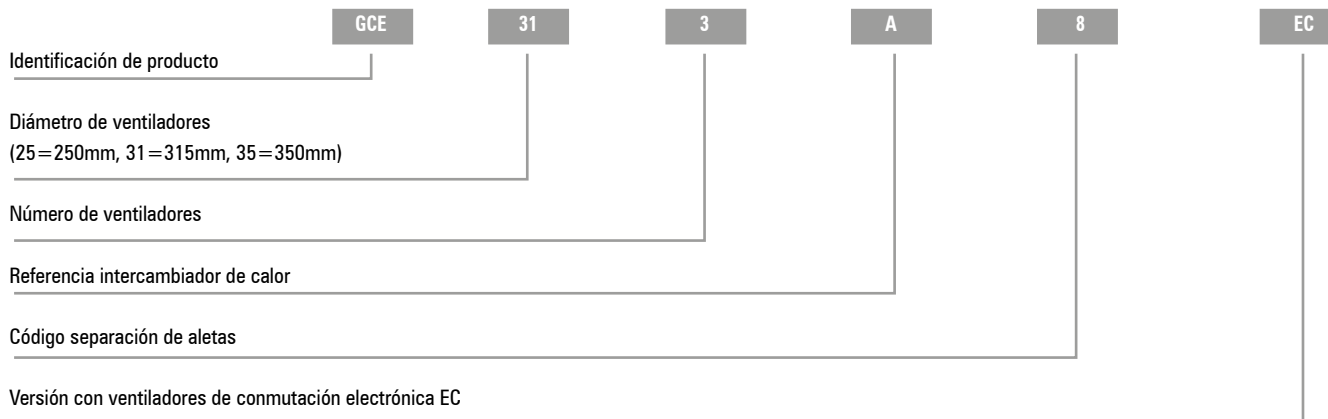 GCE 31 3 A 8 EC
Identificación de producto
Diámetro de ventiladores
(25=250mm, 31=315mm, 35=350mm)
Número de ventiladores
Referencia intercambiador de calor
Código separación de aletas
Versión con ventiladores de conmutación electrónica EC